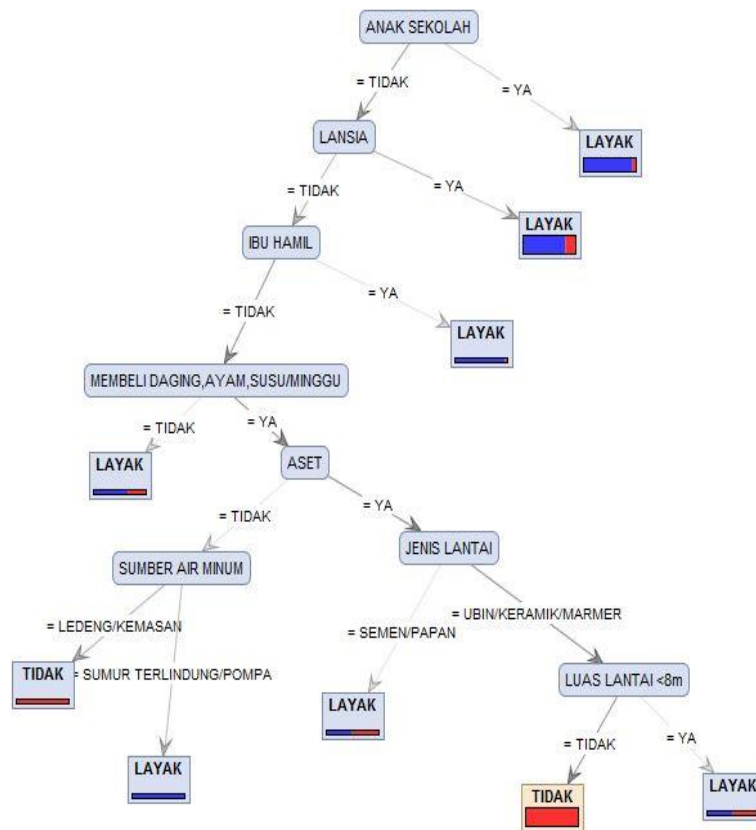 ANAK SEKOLAH
= TIDAK
= YA
LANSIA
LAYAK
= TIDAK
= YA
IBU HAMIL
LAYAK
= TIDAK
= YA
LAYAK
MEMBELI DAGING,AYAM,SUSU/MINGGU
= TIDAK
= YA
LAYAK
ASET
= TIDAK
= YA
SUMBER AIR MINUM
JENIS LANTAI
= LEDENG/KEMASAN
= SEMEN/PAPAN
= UBIN/KERAMIK/MARMER
TIDAK
= SUMUR TERLINDUNG/POMPA
LUAS LANTAI <8m
LAYAK
= TIDAK
= YA
LAYAK
TIDAK
LAYAK